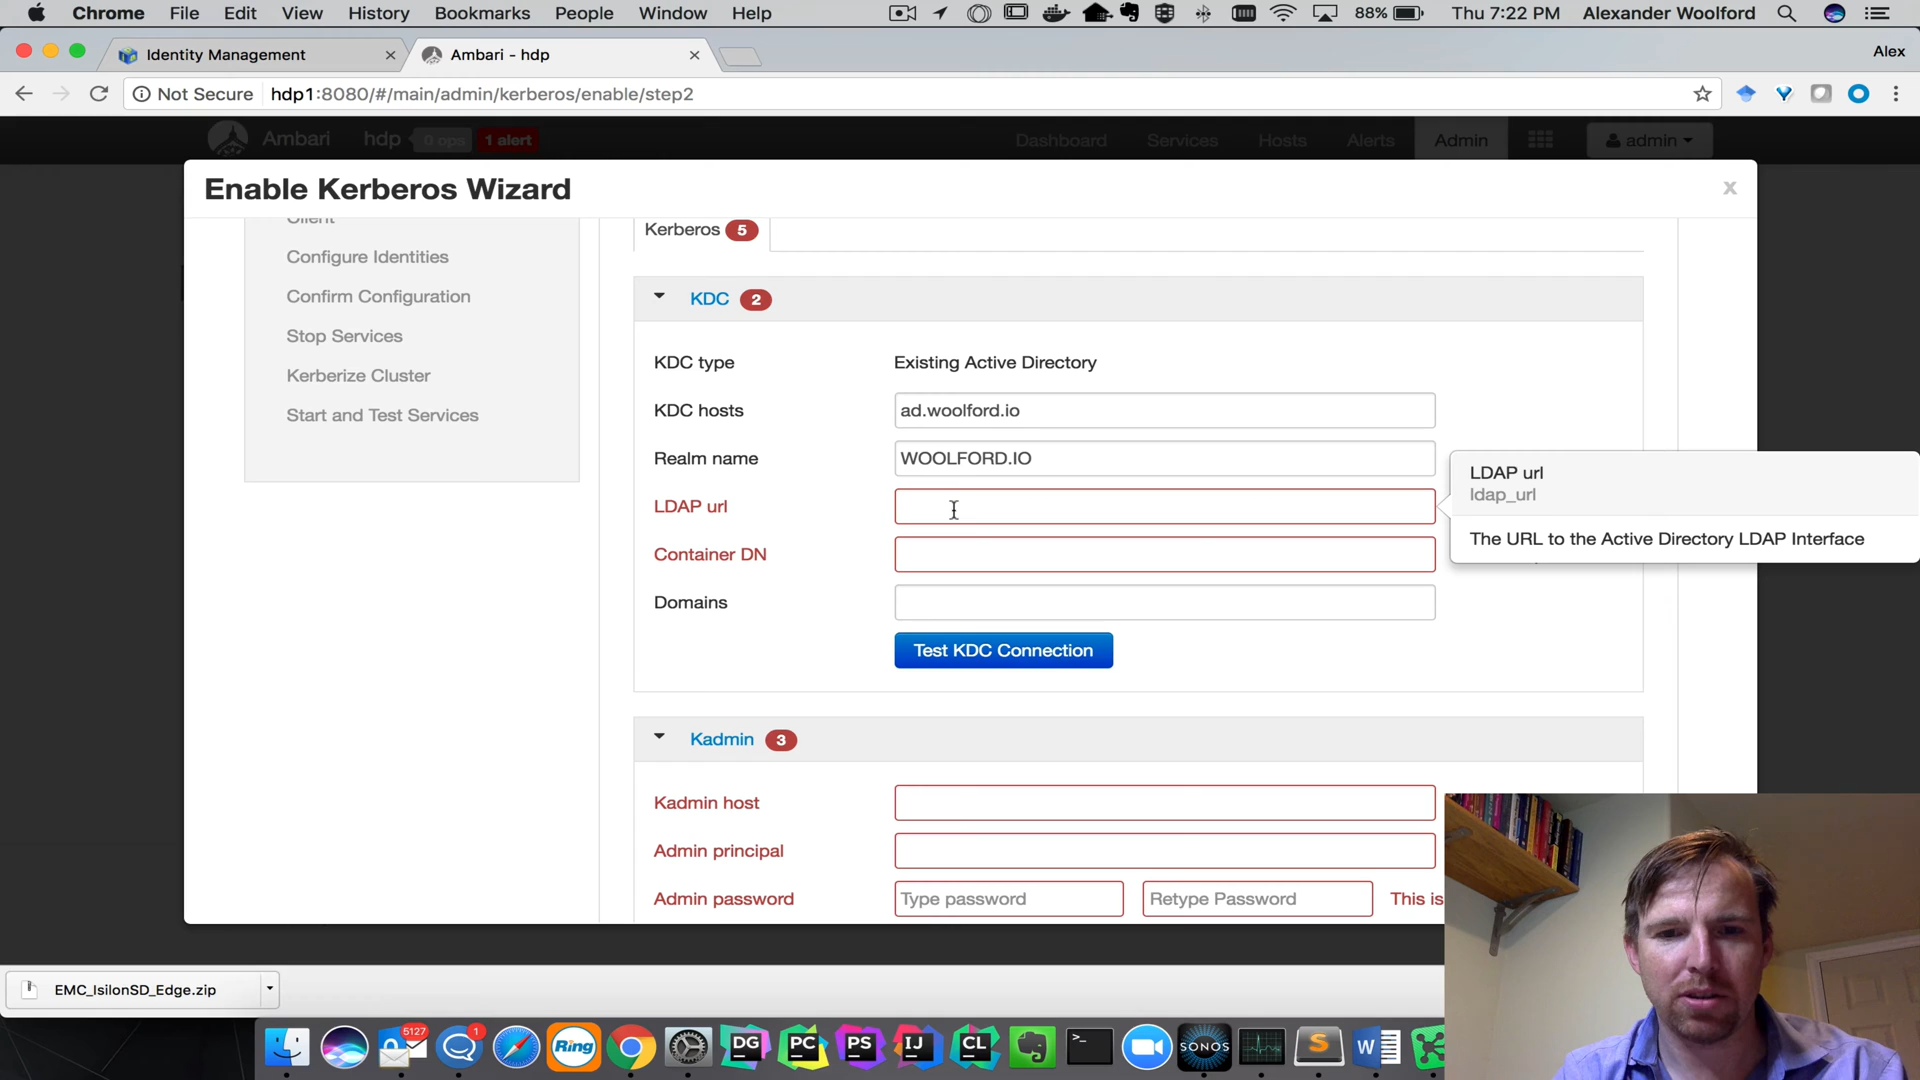 Chrome File Edit View History Bookmarks People Window Help 88% Thu 7:22 PM Alexander Woolford
Identity Management × Ambari - hdp × Alex
Not Secure hdp1:8080/#/main/admin/kerberos/enable/step2
Ambari hdp 0 ops 1 alert Dashboard Services Hosts Alerts Admin admin
Enable Kerberos Wizard x
Client
Configure Identities
Confirm Configuration
Stop Services
Kerberize Cluster
Start and Test Services
Kerberos 5
KDC 2
KDC type Existing Active Directory
KDC hosts ad.woolford.io
Realm name WOOLFORD.IO
LDAP url
Container DN
Domains
Test KDC Connection
LDAP url
ldap_url
The URL to the Active Directory LDAP Interface
Kadmin 3
Kadmin host
Admin principal
Admin password Type password Retype Password This is
EMC_IsilonSD_Edge.zip
5127 1 Ring DG PC PS IJ CL >_ SONOS S W